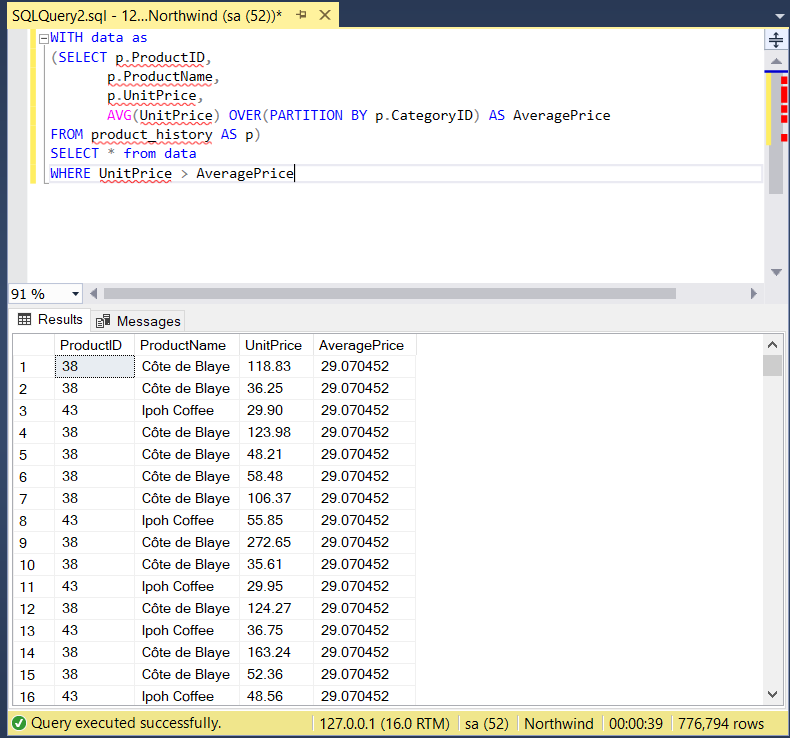 SQLQuery2.sql - 12...Northwind (sa (52))*
WITH data as
(SELECT p.ProductID,
p.ProductName,
p.UnitPrice,
AVG(UnitPrice) OVER(PARTITION BY p.CategoryID) AS AveragePrice
FROM product_history AS p)
SELECT * from data
WHERE UnitPrice > AveragePrice
91 %
Results Messages
ProductID ProductName UnitPrice AveragePrice
1 38 Côte de Blaye 118.83 29.070452
2 38 Côte de Blaye 36.25 29.070452
3 43 Ipoh Coffee 29.90 29.070452
4 38 Côte de Blaye 123.98 29.070452
5 38 Côte de Blaye 48.21 29.070452
6 38 Côte de Blaye 58.48 29.070452
7 38 Côte de Blaye 106.37 29.070452
8 43 Ipoh Coffee 55.85 29.070452
9 38 Côte de Blaye 272.65 29.070452
10 38 Côte de Blaye 35.61 29.070452
11 43 Ipoh Coffee 29.95 29.070452
12 38 Côte de Blaye 124.27 29.070452
13 43 Ipoh Coffee 36.75 29.070452
14 38 Côte de Blaye 163.24 29.070452
15 38 Côte de Blaye 52.36 29.070452
16 43 Ipoh Coffee 48.56 29.070452
Query executed successfully. 127.0.0.1 (16.0 RTM) sa (52) Northwind 00:00:39 776,794 rows